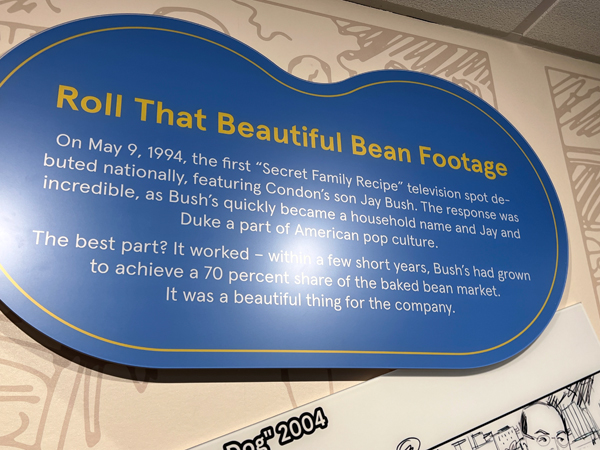 Roll That Beautiful Bean Footage
On May 9, 1994, the first “Secret Family Recipe” television spot de-
buted nationally, featuring Condon’s son Jay Bush. The response was
incredible, as Bush’s quickly became a household name and Jay and
Duke a part of American pop culture.
The best part? It worked – within a few short years, Bush’s had grown
to achieve a 70 percent share of the baked bean market.
It was a beautiful thing for the company.
Dog" 2004